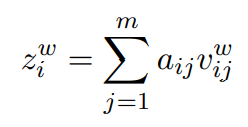 $z_i^w = \sum_{j=1}^{m} a_{ij} v_{ij}^w$